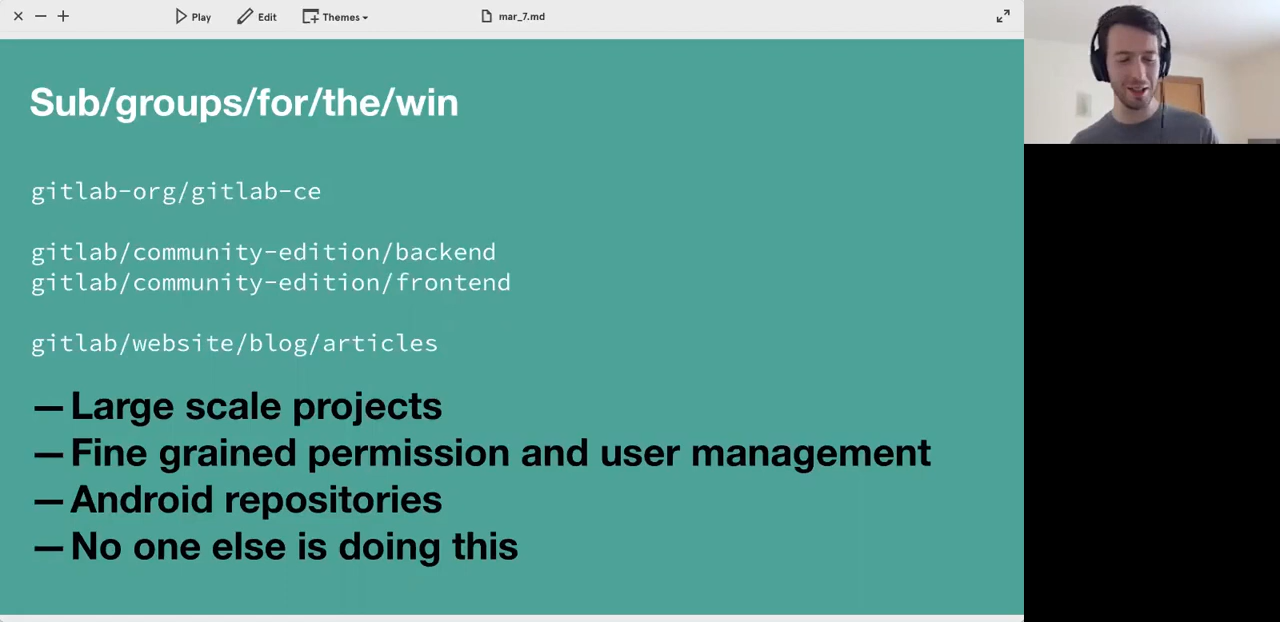 Play
Edit
Themes
mar_7.md
Sub/groups/for/the/win
gitlab-org/gitlab-ce
gitlab/community-edition/backend
gitlab/community-edition/frontend
gitlab/website/blog/articles
—Large scale projects
—Fine grained permission and user management
—Android repositories
—No one else is doing this